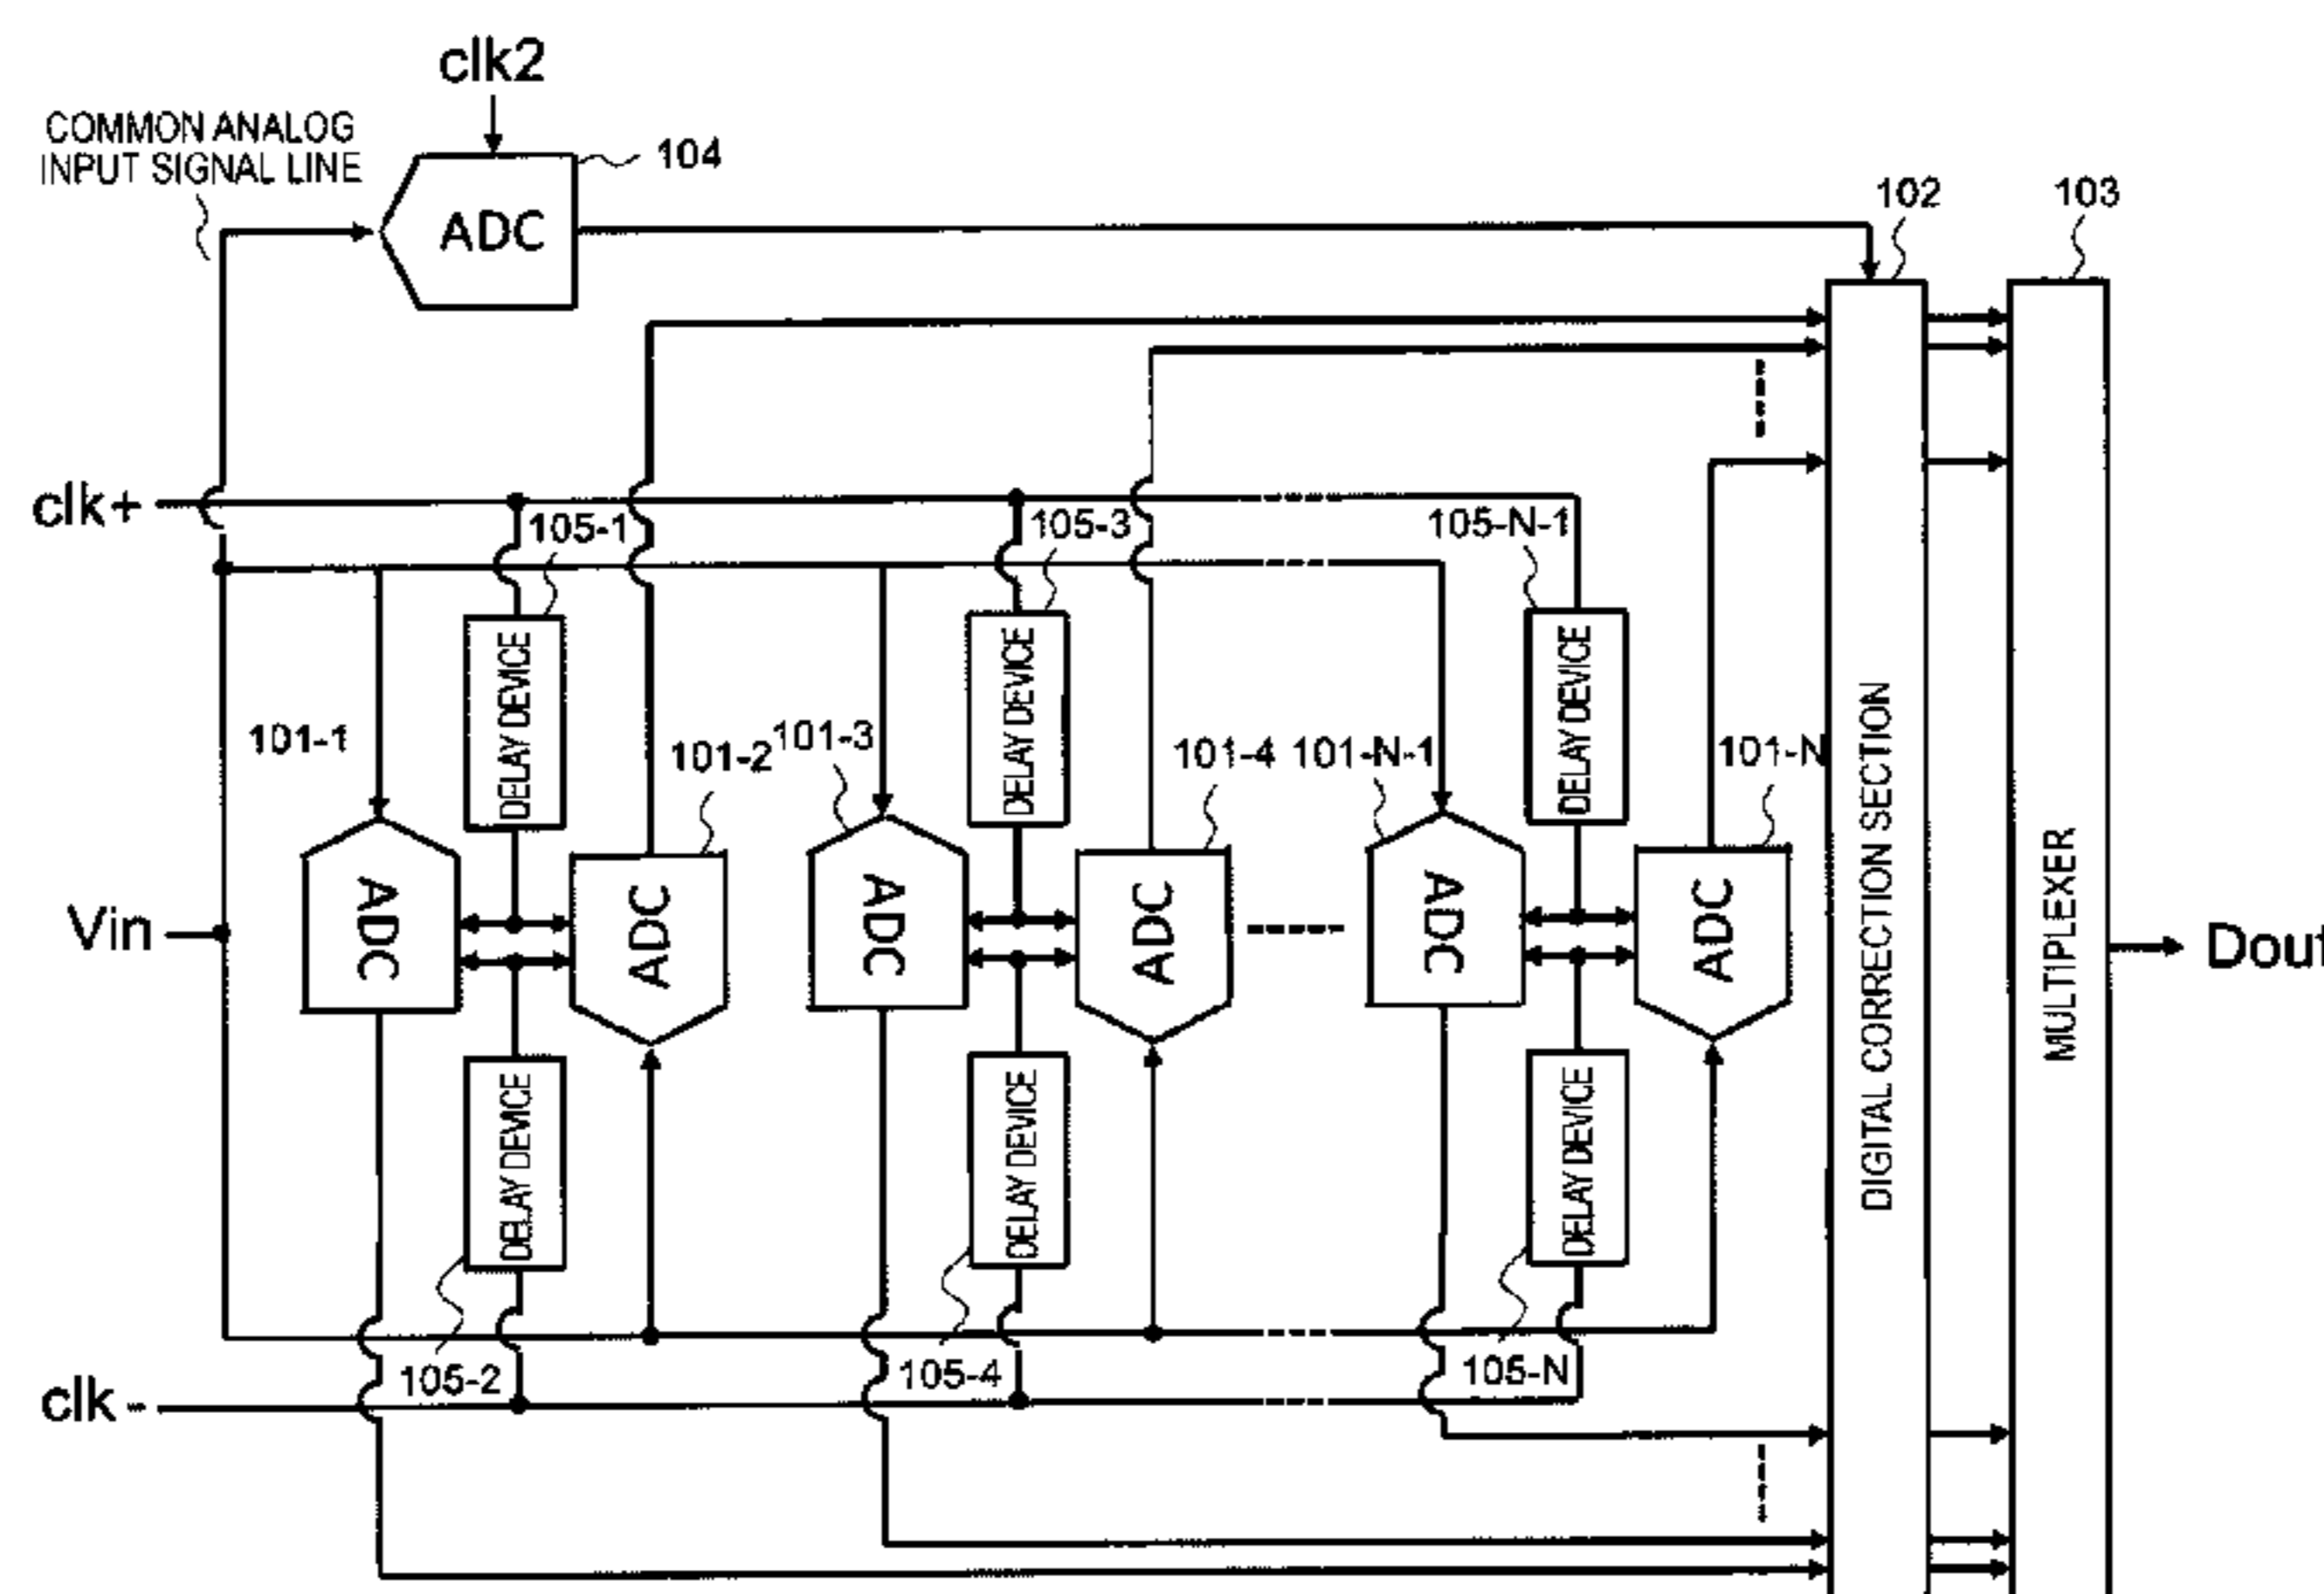 clk2
COMMON ANALOG
INPUT SIGNAL LINE
104
ADC
102
103
clk+
105-1
105-3
105-N-1
DELAY DEVICE
DELAY DEVICE
DELAY DEVICE
101-1
101-2
101-3
101-4
101-N-1
101-N
ADC
ADC
ADC
ADC
ADC
ADC
Vin
DIGITAL CORRECTION SECTION
MULTIPLEXER
Dout
DELAY DEVICE
DELAY DEVICE
DELAY DEVICE
105-2
105-4
105-N
clk -